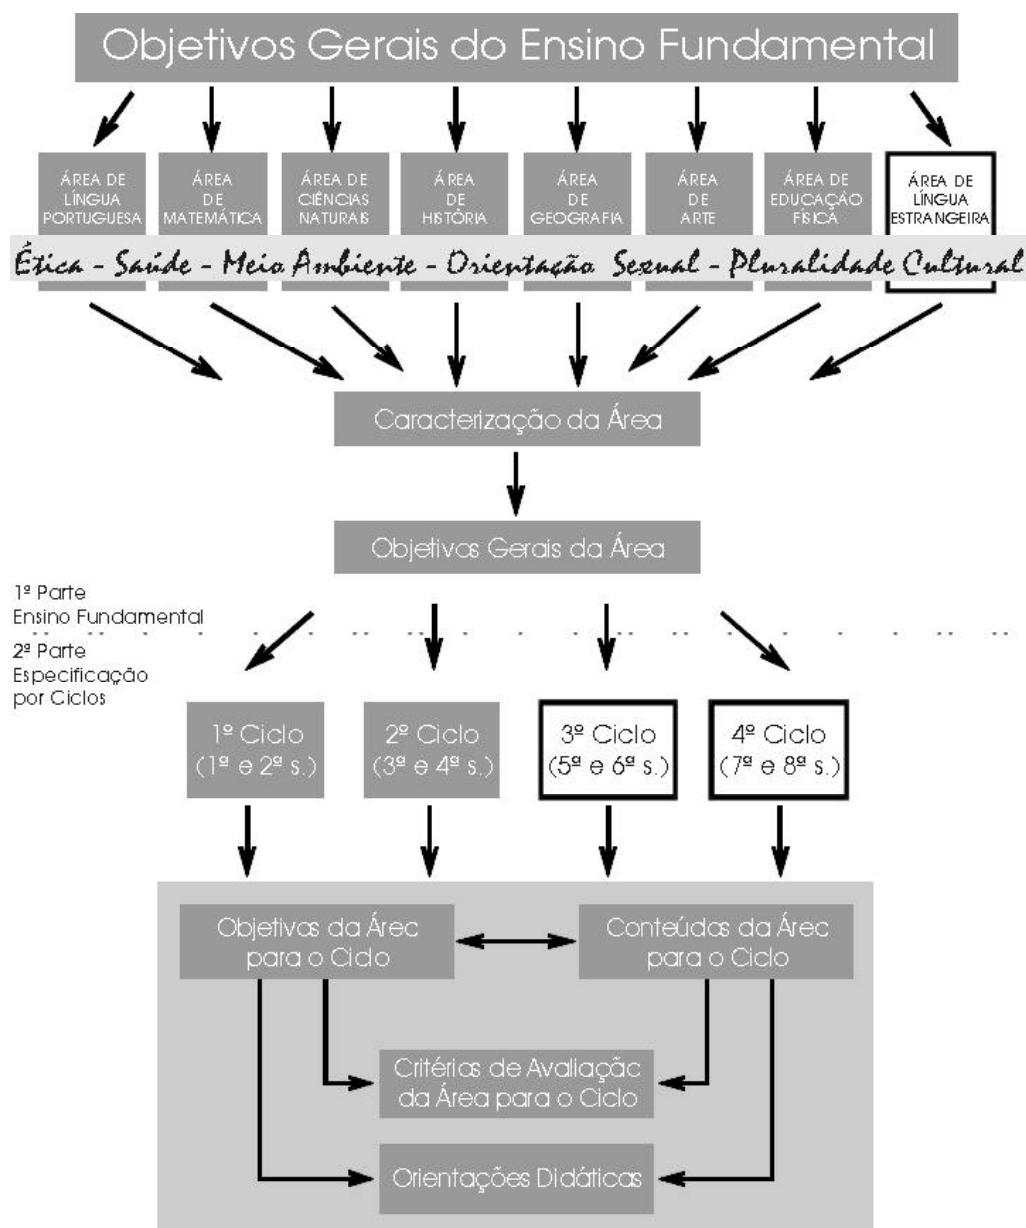 Objetivos Gerais do Ensino Fundamental
ÁREA DE
LÍNGUA
PORTUGUESA
ÁREA
DE
MATEMÁTICA
ÁREA DE
CIÊNCIAS
NATURAIS
ÁREA
DE
HISTÓRIA
ÁREA
DE
GEOGRAFIA
ÁREA
DE
ARTE
ÁREA DE
EDUCAÇÃO
FÍSICA
ÁREA DE
LÍNGUA
ESTRANGEIRA
Ética - Saúde - Meio Ambiente - Orientação Sexual - Pluralidade Cultural
Caracterização da Área
Objetivos Gerais da Área
1ª Parte
Ensino Fundamental
2ª Parte
Especificação
por Ciclos
1º Ciclo
(1ª e 2ª s.)
2º Ciclo
(3ª e 4ª s.)
3º Ciclo
(5ª e 6ª s.)
4º Ciclo
(7ª e 8ª s.)
Objetivos da Área
para o Ciclo
Conteúdos da Área
para o Ciclo
Critérios de Avaliação
da Área para o Ciclo
Orientações Didáticas